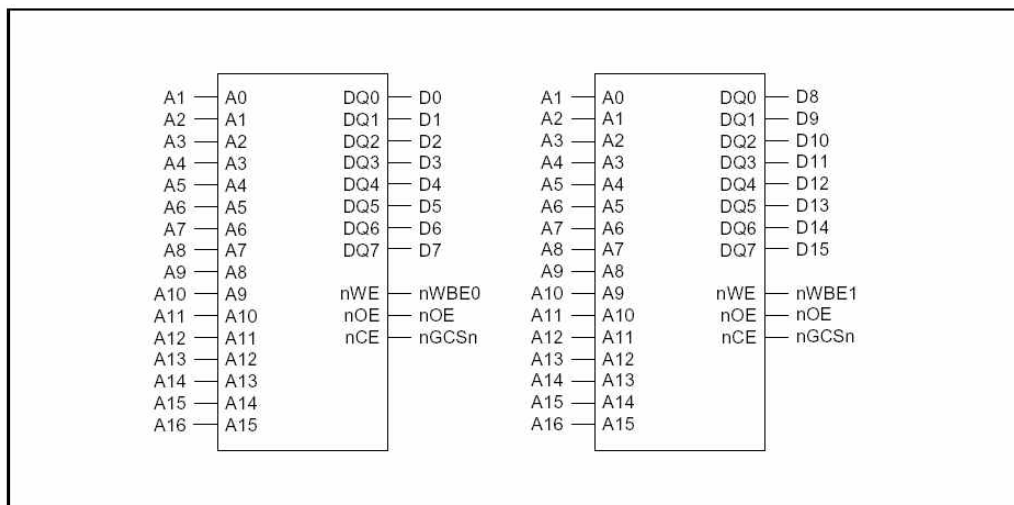 A1 A0 DQ0 D0 A1 A0 DQ0 D8
A2 A1 DQ1 D1 A2 A1 DQ1 D9
A3 A2 DQ2 D2 A3 A2 DQ2 D10
A4 A3 DQ3 D3 A4 A3 DQ3 D11
A5 A4 DQ4 D4 A5 A4 DQ4 D12
A6 A5 DQ5 D5 A6 A5 DQ5 D13
A7 A6 DQ6 D6 A7 A6 DQ6 D14
A8 A7 DQ7 D7 A8 A7 DQ7 D15
A9 A8 A9 A8
A10 A9 nWE nWBE0 A10 A9 nWE nWBE1
A11 A10 nOE nOE A11 A10 nOE nOE
A12 A11 nCE nGCSn A12 A11 nCE nGCSn
A13 A12 A13 A12
A14 A13 A14 A13
A15 A14 A15 A14
A16 A15 A16 A15